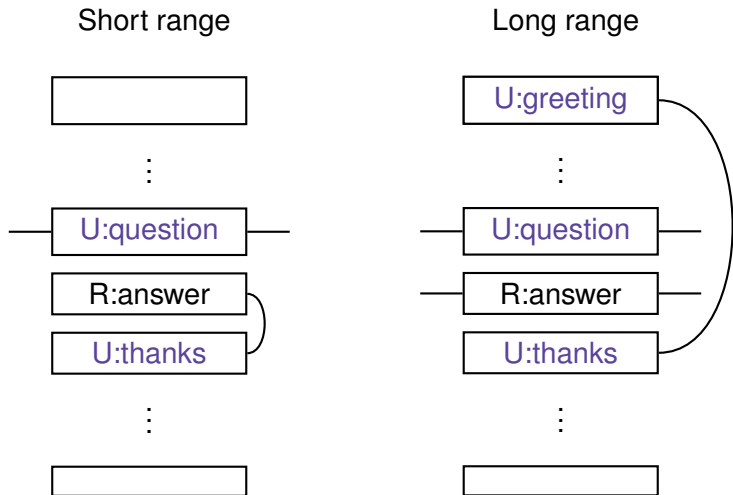 Short range
U:question
R:answer
U:thanks
Long range
U:greeting
U:question
R:answer
U:thanks